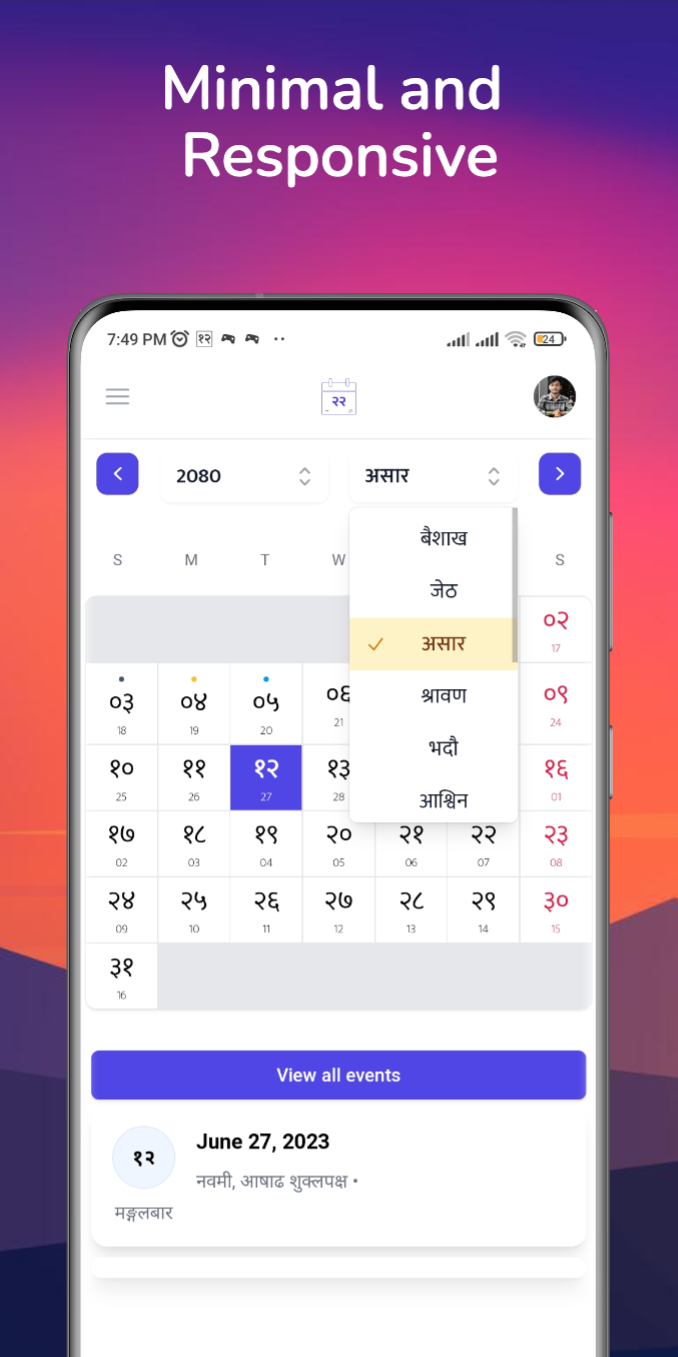 Minimal and
Responsive
7:49 PM १२ 24
२२
2080 असार
S M T W S
बैशाख
जेठ
असार
श्रावण
भदौ
आश्विन
०२
17
०३ ०४ ०५ ०६ ०९
18 19 20 21 24
१० ११ १२ १३ १६
25 26 27 28 01
१७ १८ १९ २० २१ २२ २३
02 03 04 05 06 07 08
२४ २५ २६ २७ २८ २९ ३०
09 10 11 12 13 14 15
३१
16
View all events
१२ June 27, 2023
नवमी, आषाढ शुक्लपक्ष •
मङ्गलबार